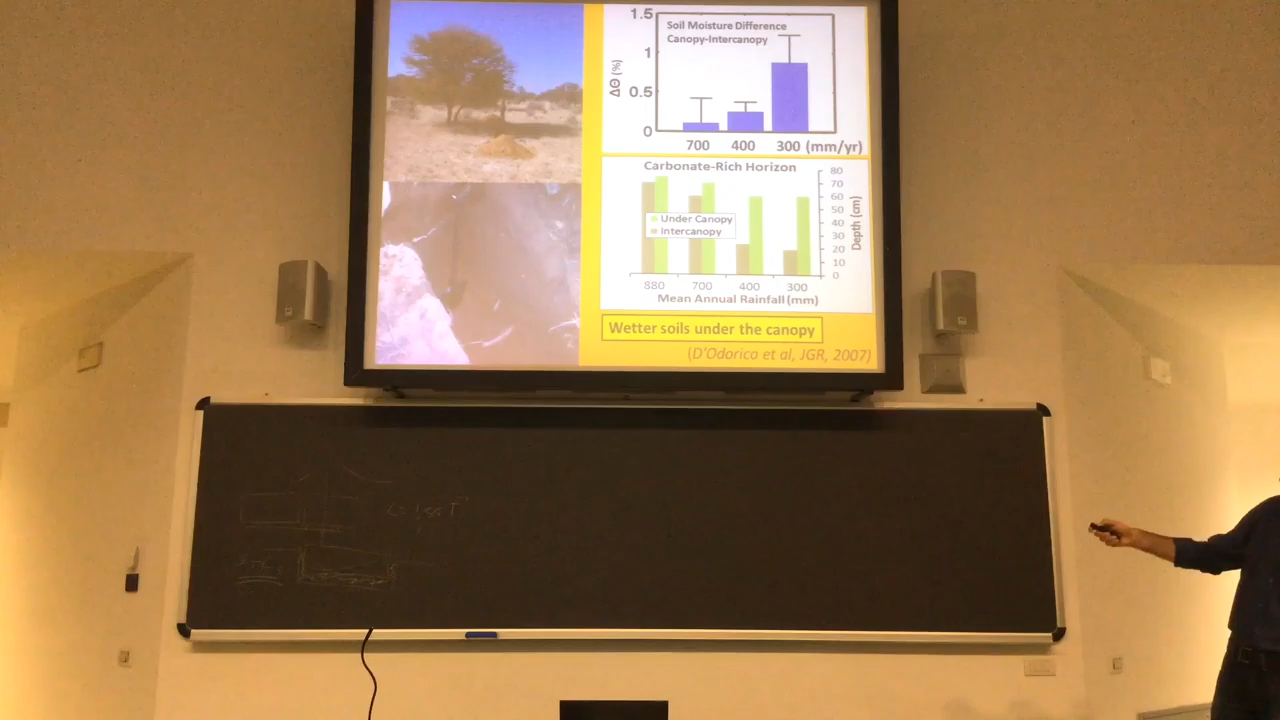 1.5
Soil Moisture Difference
Canopy-Intercanopy
1
ΔΘ (%)
0.5
0
700 400 300 (mm/yr)
Carbonate-Rich Horizon
80
70
60
50
40
30
20
10
0
Depth (cm)
Under Canopy
Intercanopy
880 700 400 300
Mean Annual Rainfall (mm)
Wetter soils under the canopy
(D'Odorico et al, JGR, 2007)